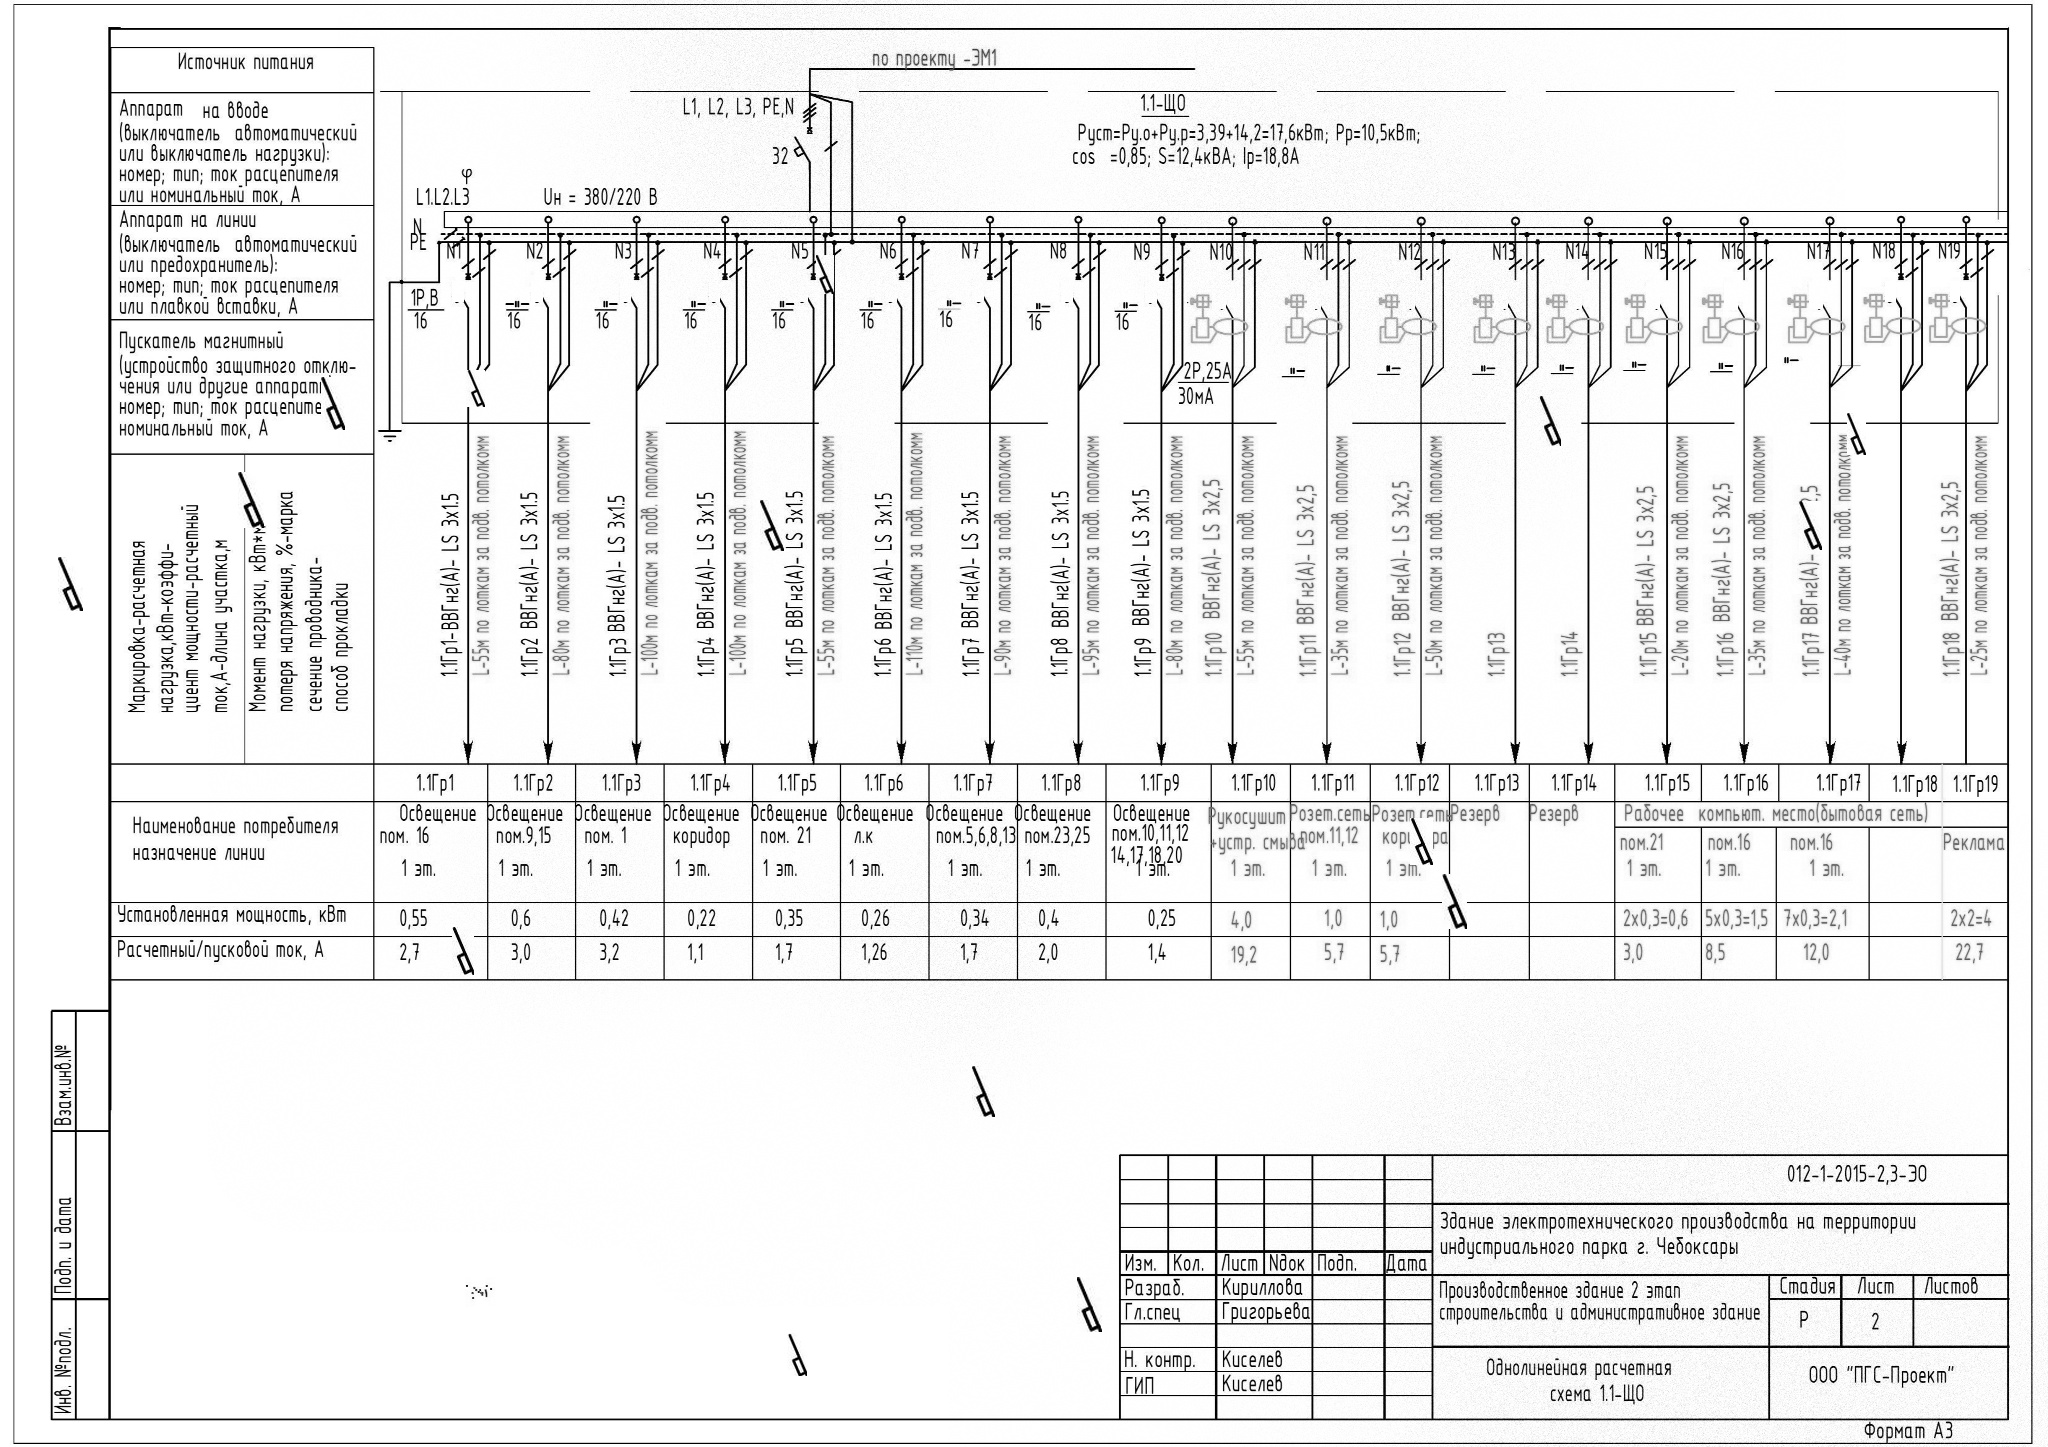 Источник питания
Аппарат на вводе
(выключатель автоматический
или выключатель нагрузки):
номер; тип; ток расцепителя
или номинальный ток, А
Аппарат на линии
(выключатель автоматический
или предохранитель):
номер; тип; ток расцепителя
или плавкой вставки, А
Пускатель магнитный
(устройство защитного отклю-
чения или другие аппарат
номер; тип; ток расцепите
номинальный ток, А
Маркировка-расчетная
нагрузка,кВт-коэффи-
циент мощности-расчетный
ток,А-длина участка,м
Момент нагрузки, кВт*м
потеря напряжения, %-марка
сечение проводника-
способ прокладки
по проекту -ЭМ1
L1, L2, L3, PE,N
32
1.1-ЩО
Руст=Ру.о+Ру.р=3,39+14,2=17,6кВт; Рр=10,5кВт;
cos =0,85; S=12,4кВА; Iр=18,8А
φ
L1.L2.L3
Uн = 380/220 В
N
PE
N1 N2 N3 N4 N5 N6 N7 N8 N9 N10 N11 N12 N13 N14 N15 N16 N17 N18 N19
1Р,В
16 16 16 16 16 16 16 16 16
2Р,25А
30мА
1.1Гр1-ВВГнг(А)- LS 3х1.5
L-55м по лоткам за подв. потолкомм
1.1Гр2 ВВГнг(А)- LS 3х1.5
L-80м по лоткам за подв. потолкомм
1.1Гр3 ВВГнг(А)- LS 3х1.5
L-100м по лоткам за подв. потолкомм
1.1Гр4 ВВГнг(А)- LS 3х1.5
L-100м по лоткам за подв. потолкомм
1.1Гр5 ВВГнг(А)- LS 3х1.5
L-55м по лоткам за подв. потолкомм
1.1Гр6 ВВГнг(А)- LS 3х1.5
L-110м по лоткам за подв. потолкомм
1.1Гр7 ВВГнг(А)- LS 3х1.5
L-90м по лоткам за подв. потолкомм
1.1Гр8 ВВГнг(А)- LS 3х1.5
L-95м по лоткам за подв. потолкомм
1.1Гр9 ВВГнг(А)- LS 3х1.5
L-80м по лоткам за подв. потолкомм
1.1Гр10 ВВГнг(А)- LS 3х2,5
L-55м по лоткам за подв. потолкомм
1.1Гр11 ВВГнг(А)- LS 3х2,5
L-35м по лоткам за подв. потолкомм
1.1Гр12 ВВГнг(А)- LS 3х2,5
L-50м по лоткам за подв. потолкомм
1.1Гр13
1.1Гр14
1.1Гр15 ВВГнг(А)- LS 3х2,5
L-20м по лоткам за подв. потолкомм
1.1Гр16 ВВГнг(А)- LS 3х2,5
L-35м по лоткам за подв. потолкомм
1.1Гр17 ВВГнг(А)- 2,5
L-40м по лоткам за подв. потолкомм
1.1Гр18 ВВГнг(А)- LS 3х2,5
L-25м по лоткам за подв. потолкомм
1.1Гр1 1.1Гр2 1.1Гр3 1.1Гр4 1.1Гр5 1.1Гр6 1.1Гр7 1.1Гр8 1.1Гр9 1.1Гр10 1.1Гр11 1.1Гр12 1.1Гр13 1.1Гр14 1.1Гр15 1.1Гр16 1.1Гр17 1.1Гр18 1.1Гр19
Наименование потребителя
назначение линии
Освещение
пом. 16
1 эт.
Освещение
пом.9,15
1 эт.
Освещение
пом. 1
1 эт.
Освещение
коридор
1 эт.
Освещение
пом. 21
1 эт.
Освещение
л.к
1 эт.
Освещение
пом.5,6,8,13
1 эт.
Освещение
пом.23,25
1 эт.
Освещение
пом.10,11,12
14,17,18,20
1 эт.
Рукосушит
+устр. смыва
1 эт.
Розет.сеть
пом.11,12
1 эт.
Розет.сеть
1 эт.
Резерв
Резерв
Рабочее компьют. место(бытовая сеть)
пом.21
1 эт.
пом.16
1 эт.
пом.16
1 эт.
Реклама
Установленная мощность, кВт 0,55 0,6 0,42 0,22 0,35 0,26 0,34 0,4 0,25 4,0 1,0 1,0 2х0,3=0,6 5х0,3=1,5 7х0,3=2,1 2х2=4
Расчетный/пусковой ток, А 2,7 3,0 3,2 1,1 1,7 1,26 1,7 2,0 1,4 19,2 5,7 5,7 3,0 8,5 12,0 22,7
Взам.инв.№
Подп. и дата
Инв. №подл.
012-1-2015-2,3-ЭО
Здание электротехнического производства на территории
индустриального парка г. Чебоксары
Изм. Кол. Лист Nдок Подп. Дата
Разраб. Кириллова
Гл.спец Григорьева
Н. контр. Киселев
ГИП Киселев
Производственное здание 2 этап
строительства и административное здание
Стадия Лист Листов
Р 2
Однолинейная расчетная
схема 1.1-ЩО
ООО "ПГС-Проект"
Формат А3